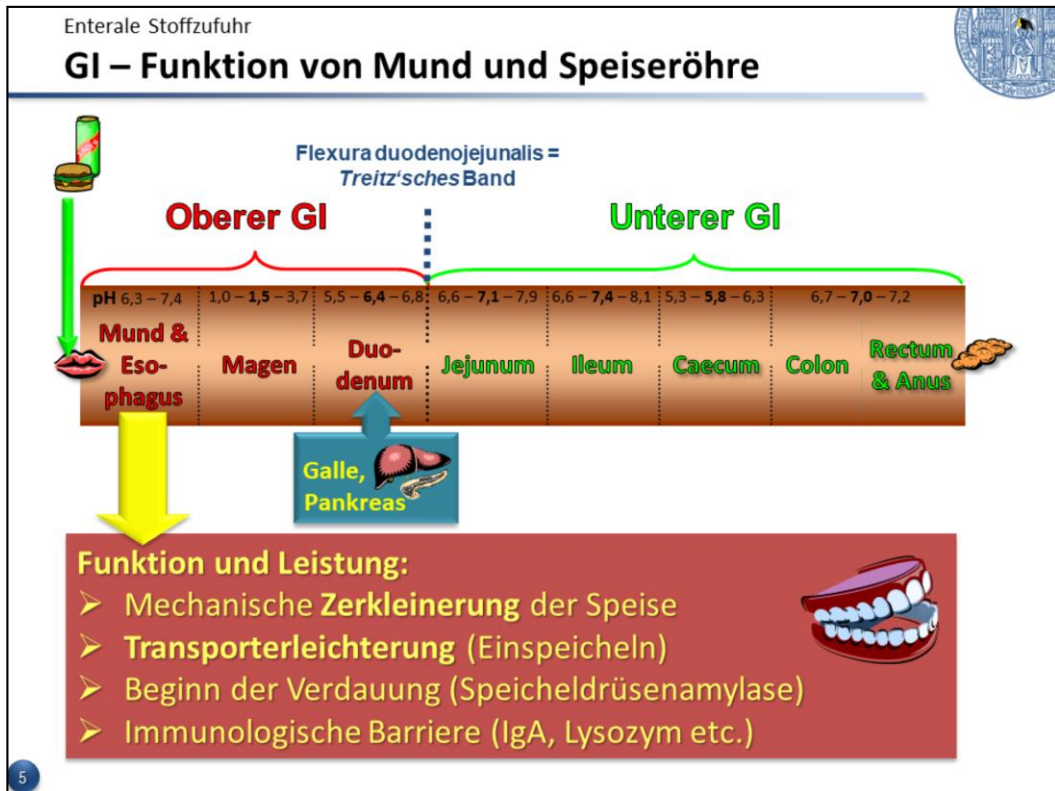 Enterale Stoffzufuhr
GI – Funktion von Mund und Speiseröhre
Flexura duodenojejunalis =
Treitz‘sches Band
Oberer GI
Unterer GI
pH 6,3 – 7,4
1,0 – 1,5 – 3,7
5,5 – 6,4 – 6,8
6,6 – 7,1 – 7,9
6,6 – 7,4 – 8,1
5,3 – 5,8 – 6,3
6,7 – 7,0 – 7,2
Mund &
Eso-
phagus
Magen
Duo-
denum
Jejunum
Ileum
Caecum
Colon
Rectum
& Anus
Galle,
Pankreas
Funktion und Leistung:
➢ Mechanische Zerkleinerung der Speise
➢ Transporterleichterung (Einspeicheln)
➢ Beginn der Verdauung (Speicheldrüsenamylase)
➢ Immunologische Barriere (IgA, Lysozym etc.)
5